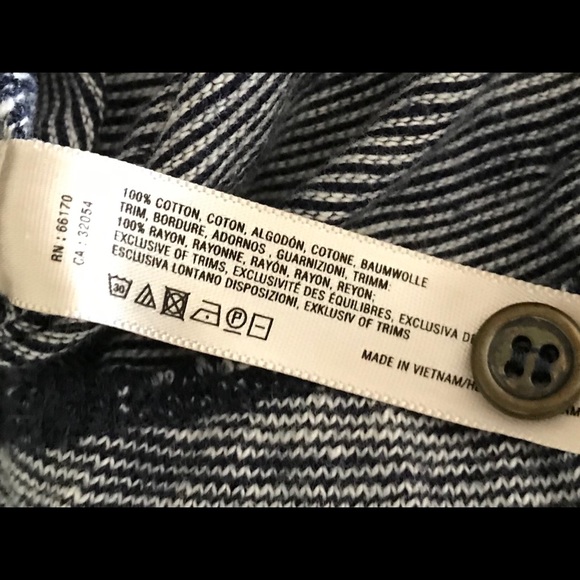 RN : 66170
CA : 32054
100% COTTON, COTON, ALGODÓN, COTONE, BAUMWOLLE
TRIM, BORDURE, ADORNOS , GUARNIZIONI, TRIMM:
100% RAYON, RAYONNE, RAYÓN, RAYON, REYON;
EXCLUSIVE OF TRIMS, EXCLUSIVITÉ DES ÉQUILIBRES, EXCLUSIVA
ESCLUSIVA LONTANO DISPOSIZIONI, EXKLUSIV OF TRIMS
30 P
MADE IN VIETNAM/